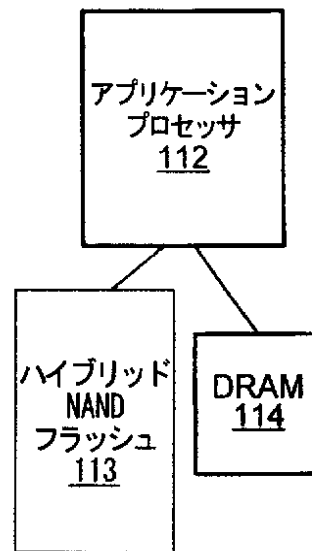 アプリケーション
プロセッサ
112
ハイブリッド
NAND
フラッシュ
113
DRAM
114